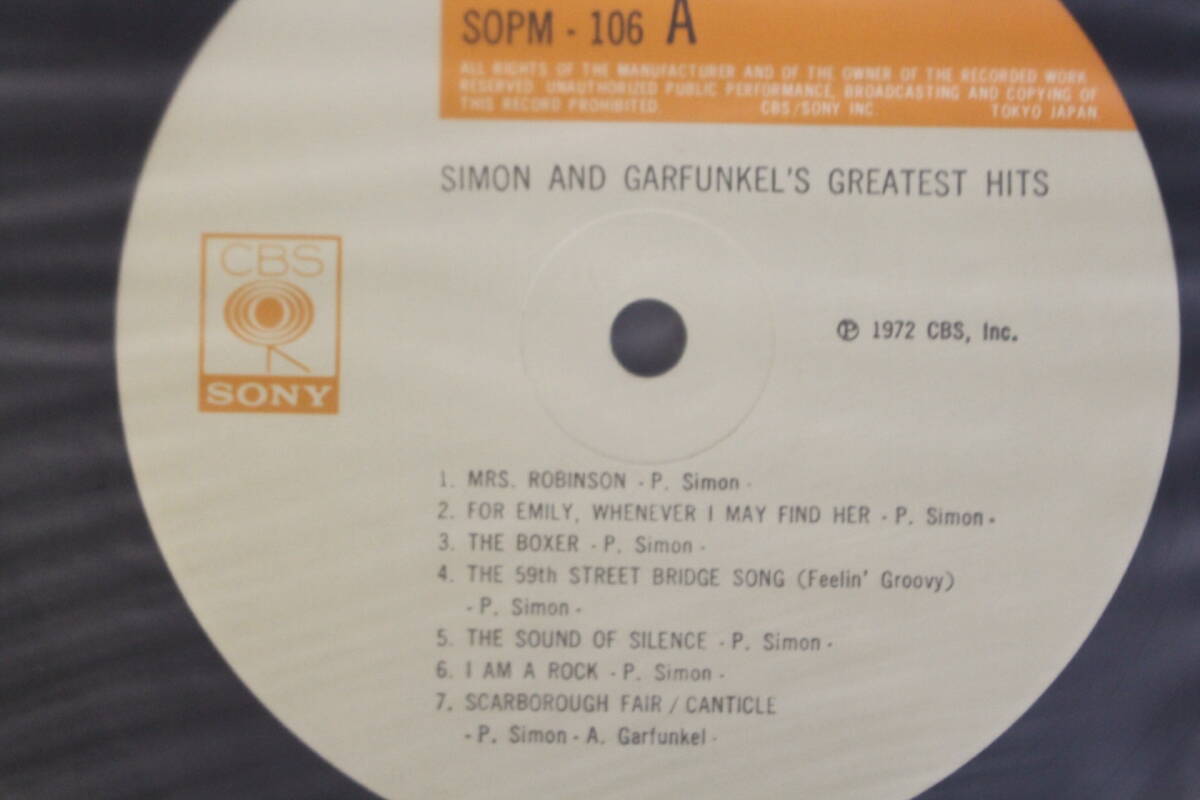 SOPM - 106 A
ALL RIGHTS OF THE MANUFACTURER AND OF THE OWNER OF THE RECORDED WORK
RESERVED. UNAUTHORIZED PUBLIC PERFORMANCE, BROADCASTING AND COPYING OF
THIS RECORD PROHIBITED. CBS/SONY INC. TOKYO JAPAN.
SIMON AND GARFUNKEL'S GREATEST HITS
CBS
SONY
℗ 1972 CBS, Inc.
1. MRS. ROBINSON - P. Simon -
2. FOR EMILY, WHENEVER I MAY FIND HER - P. Simon -
3. THE BOXER - P. Simon -
4. THE 59th STREET BRIDGE SONG (Feelin' Groovy)
- P. Simon -
5. THE SOUND OF SILENCE - P. Simon -
6. I AM A ROCK - P. Simon -
7. SCARBOROUGH FAIR / CANTICLE
- P. Simon - A. Garfunkel -